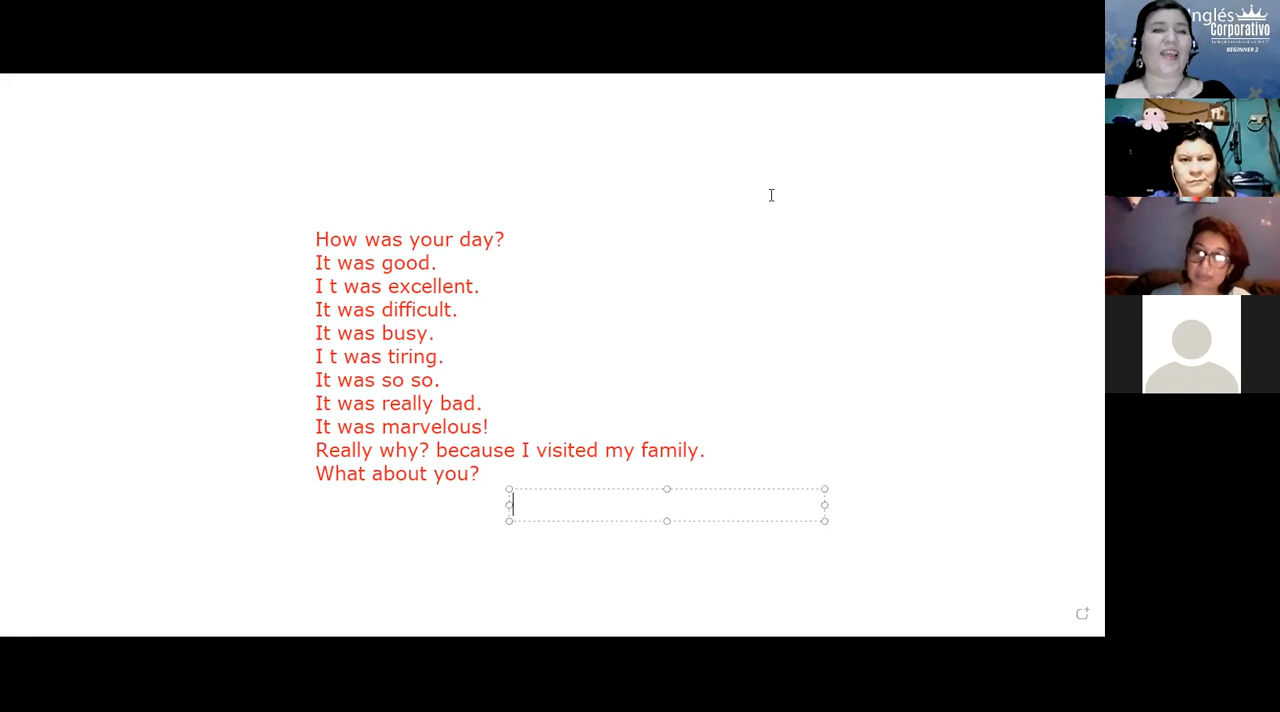 How was your day?
It was good.
I t was excellent.
It was difficult.
It was busy.
I t was tiring.
It was so so.
It was really bad.
It was marvelous!
Really why? because I visited my family.
What about you?
Inglés
Corporativo
BEGINNER 2